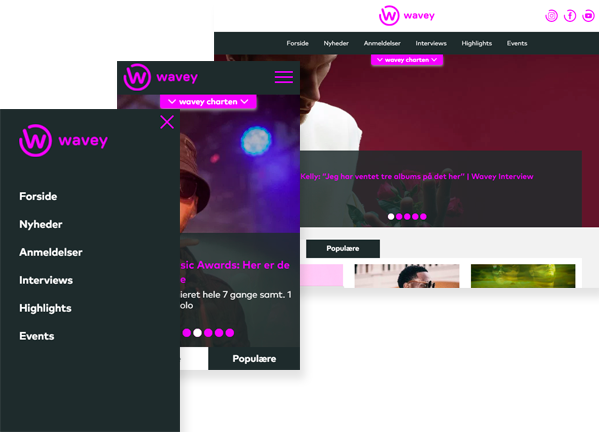 wavey
Forside
Nyheder
Anmeldelser
Interviews
Highlights
Events
wavey
wavey charten
sic Awards: Her er de
e
ieret hele 7 gange samt. 1
olo
Populære
wavey
Forside Nyheder Anmeldelser Interviews Highlights Events
wavey charten
Kelly: "Jeg har ventet tre albums på det her" | Wavey Interview
Populære